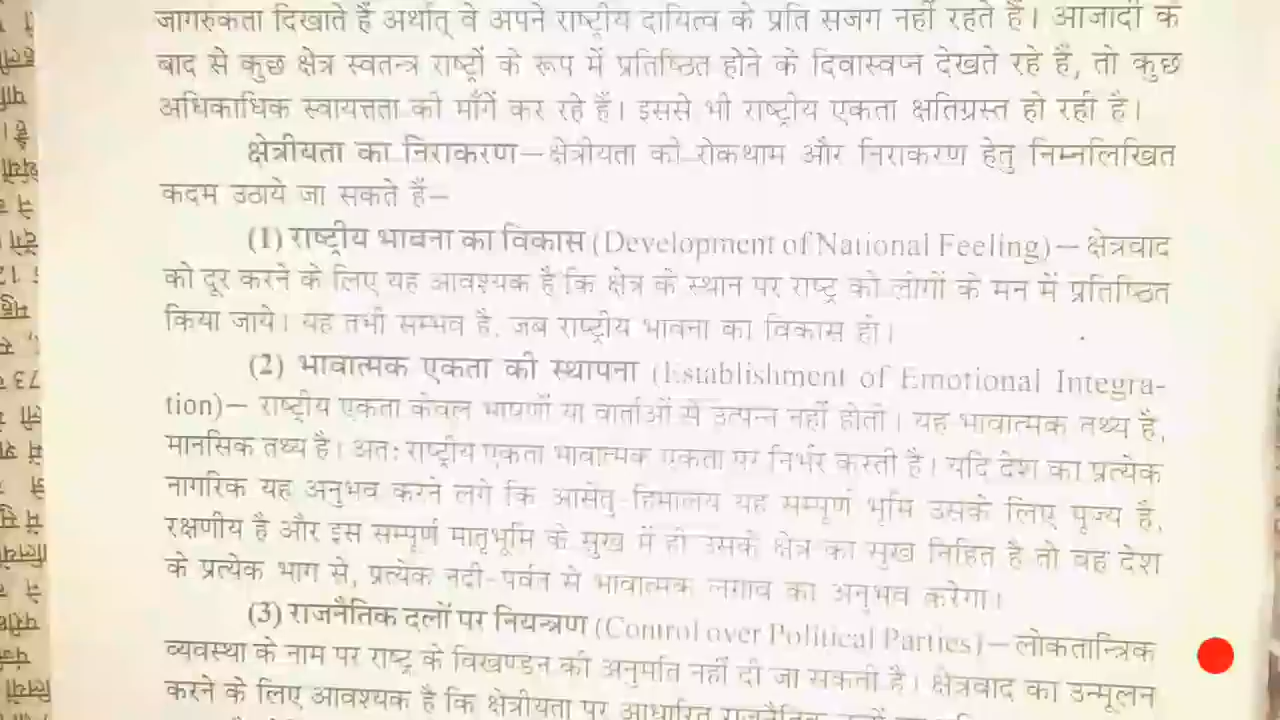 जागरुकता दिखाते हैं अर्थात् वे अपने राष्ट्रीय दायित्व के प्रति सजग नहीं रहते हैं। आजादी के
बाद से कुछ क्षेत्र स्वतन्त्र राष्ट्रों के रूप में प्रतिष्ठित होने के दिवास्वप्न देखते रहे हैं, तो कुछ
अधिकाधिक स्वायत्तता की माँगें कर रहे हैं। इससे भी राष्ट्रीय एकता क्षतिग्रस्त हो रही है।
क्षेत्रीयता का निराकरण—क्षेत्रीयता की रोकथाम और निराकरण हेतु निम्नलिखित
कदम उठाये जा सकते हैं—
(1) राष्ट्रीय भावना का विकास (Development of National Feeling)— क्षेत्रवाद
को दूर करने के लिए यह आवश्यक है कि क्षेत्र के स्थान पर राष्ट्र को लोगों के मन में प्रतिष्ठित
किया जाये। यह तभी सम्भव है, जब राष्ट्रीय भावना का विकास हो।
(2) भावात्मक एकता की स्थापना (Establishment of Emotional Integra-
tion)— राष्ट्रीय एकता केवल भाषणों या वार्ताओं से उत्पन्न नहीं होती। यह भावात्मक तथ्य है,
मानसिक तथ्य है। अतः राष्ट्रीय एकता भावात्मक एकता पर निर्भर करती है। यदि देश का प्रत्येक
नागरिक यह अनुभव करने लगे कि आसेतु-हिमालय यह सम्पूर्ण भूमि उसके लिए पूज्य है,
रक्षणीय है और इस सम्पूर्ण मातृभूमि के सुख में ही उसके क्षेत्र का सुख निहित है तो वह देश
के प्रत्येक भाग से, प्रत्येक नदी-पर्वत से भावात्मक लगाव का अनुभव करेगा।
(3) राजनैतिक दलों पर नियन्त्रण (Control over Political Parties)—लोकतान्त्रिक
व्यवस्था के नाम पर राष्ट्र के विखण्डन की अनुमति नहीं दी जा सकती है। क्षेत्रवाद का उन्मूलन
करने के लिए आवश्यक है कि क्षेत्रीयता पर आधारित राजनैतिक